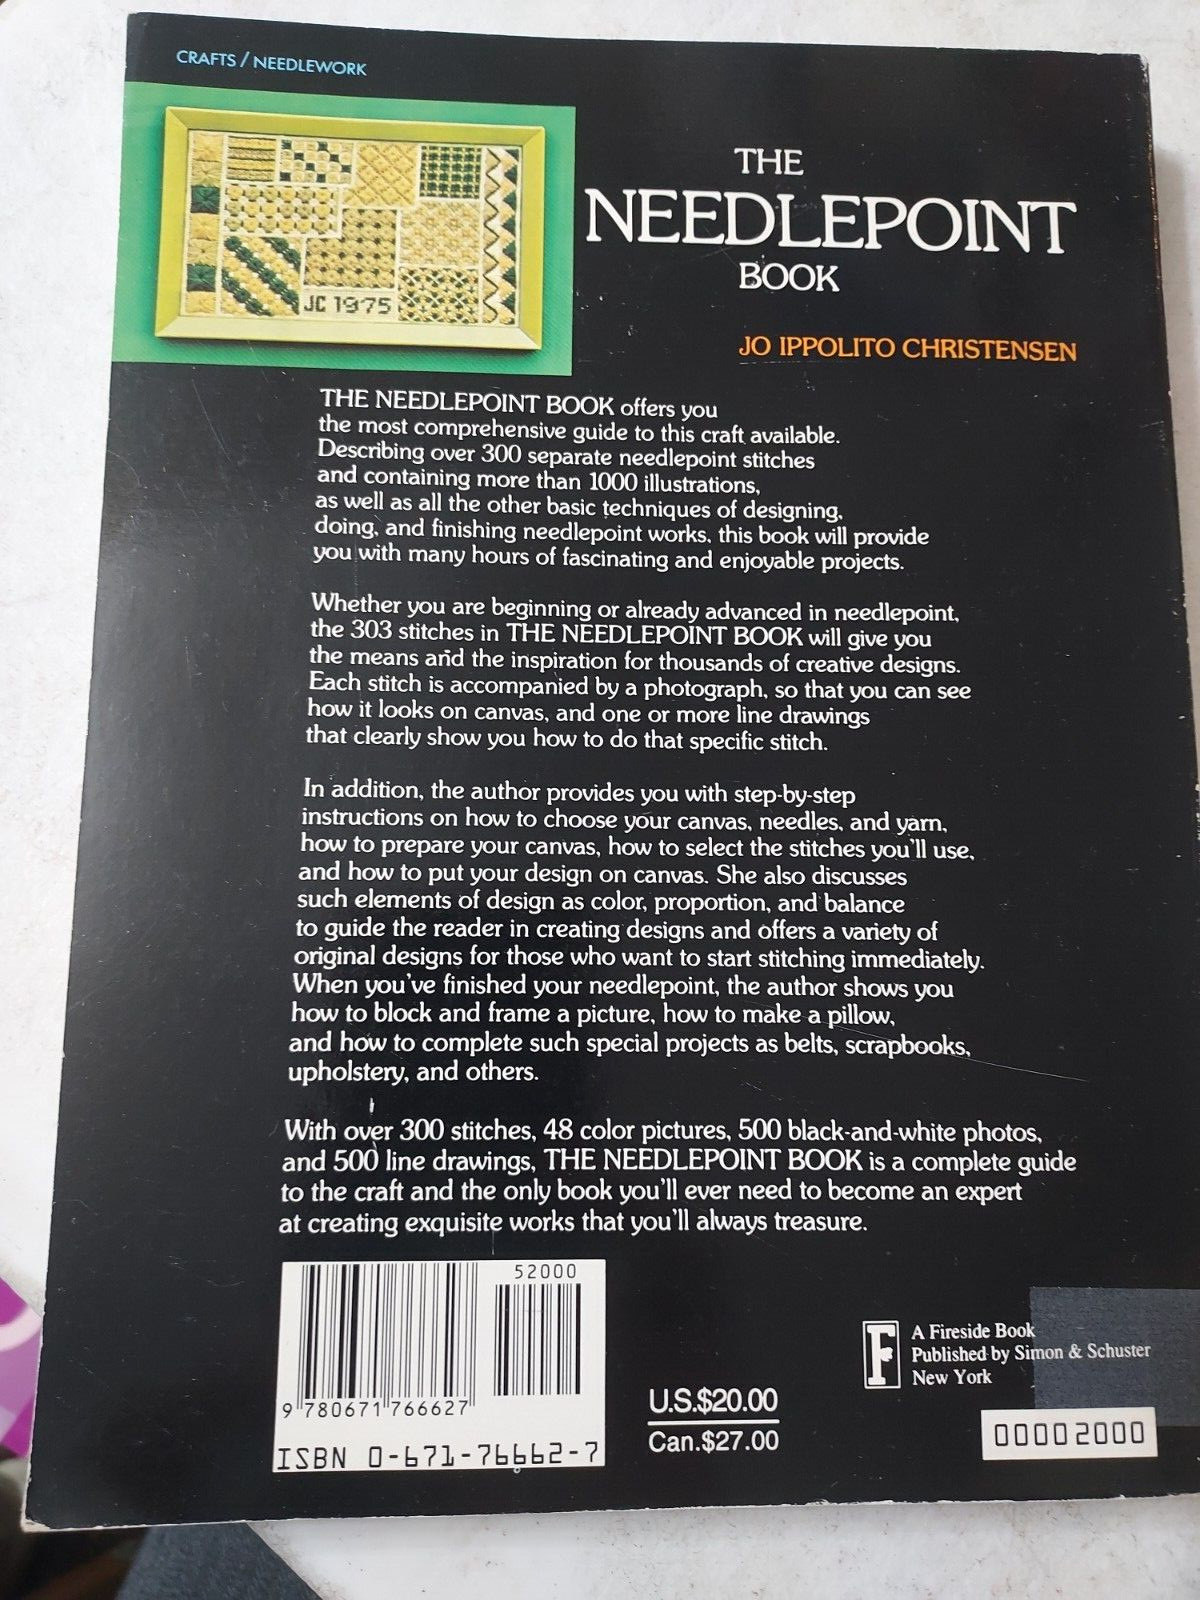 CRAFTS / NEEDLEWORK
JC 1975
THE
NEEDLEPOINT
BOOK
JO IPPOLITO CHRISTENSEN
THE NEEDLEPOINT BOOK offers you
the most comprehensive guide to this craft available.
Describing over 300 separate needlepoint stitches
and containing more than 1000 illustrations,
as well as all the other basic techniques of designing,
doing, and finishing needlepoint works, this book will provide
you with many hours of fascinating and enjoyable projects.
Whether you are beginning or already advanced in needlepoint,
the 303 stitches in THE NEEDLEPOINT BOOK will give you
the means and the inspiration for thousands of creative designs.
Each stitch is accompanied by a photograph, so that you can see
how it looks on canvas, and one or more line drawings
that clearly show you how to do that specific stitch.
In addition, the author provides you with step-by-step
instructions on how to choose your canvas, needles, and yarn,
how to prepare your canvas, how to select the stitches you'll use,
and how to put your design on canvas. She also discusses
such elements of design as color, proportion, and balance
to guide the reader in creating designs and offers a variety of
original designs for those who want to start stitching immediately.
When you've finished your needlepoint, the author shows you
how to block and frame a picture, how to make a pillow,
and how to complete such special projects as belts, scrapbooks,
upholstery, and others.
With over 300 stitches, 48 color pictures, 500 black-and-white photos,
and 500 line drawings, THE NEEDLEPOINT BOOK is a complete guide
to the craft and the only book you'll ever need to become an expert
at creating exquisite works that you'll always treasure.
52000
9 780671 766627
ISBN 0-671-76662-7
U.S.$20.00
Can.$27.00
F
A Fireside Book
Published by Simon & Schuster
New York
00002000